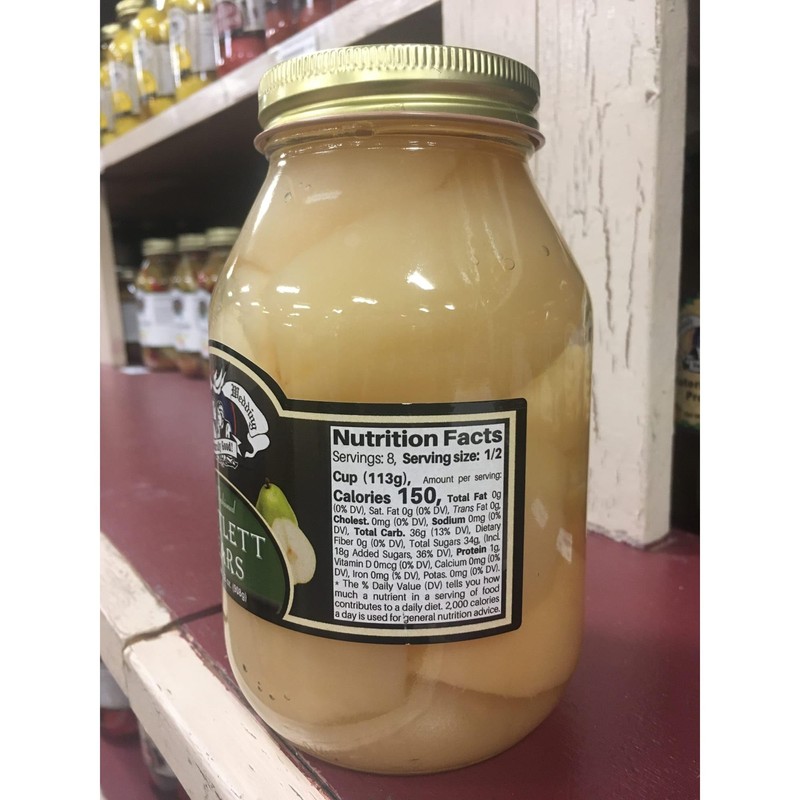 Wedding
LETT
RS
(908g)
Nutrition Facts
Servings: 8, Serving size: 1/2
Cup (113g), Amount per serving:
Calories 150, Total Fat 0g
(0% DV), Sat. Fat 0g (0% DV), Trans Fat 0g,
Cholest. 0mg (0% DV), Sodium 0mg (0%
DV), Total Carb. 36g (13% DV), Dietary
Fiber 0g (0% DV), Total Sugars 34g, (Incl.
18g Added Sugars, 36% DV), Protein 1g,
Vitamin D 0mcg (0% DV), Calcium 0mg (0%
DV), Iron 0mg (% DV), Potas. 0mg (0% DV).
* The % Daily Value (DV) tells you how
much a nutrient in a serving of food
contributes to a daily diet. 2,000 calories
a day is used for general nutrition advice.